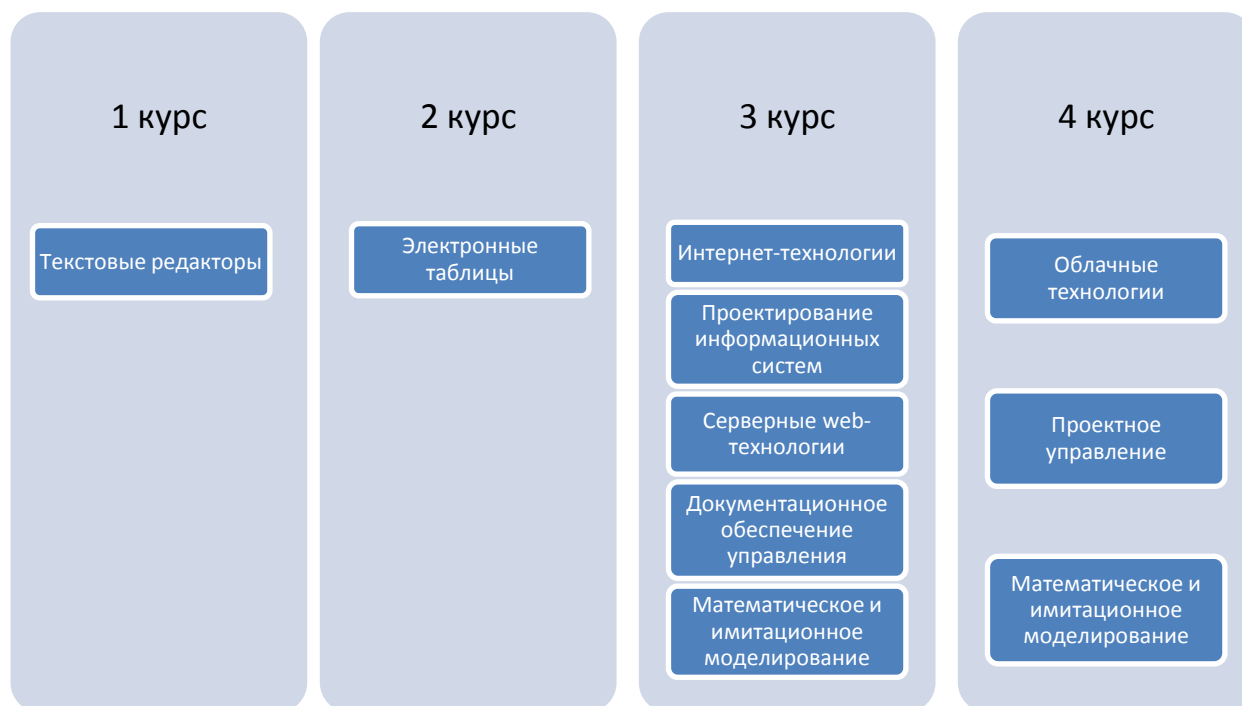 1 курс
Текстовые редакторы
2 курс
Электронные
таблицы
3 курс
Интернет-технологии
Проектирование
информационных
систем
Серверные web-
технологии
Документационное
обеспечение
управления
Математическое и
имитационное
моделирование
4 курс
Облачные
технологии
Проектное
управление
Математическое и
имитационное
моделирование